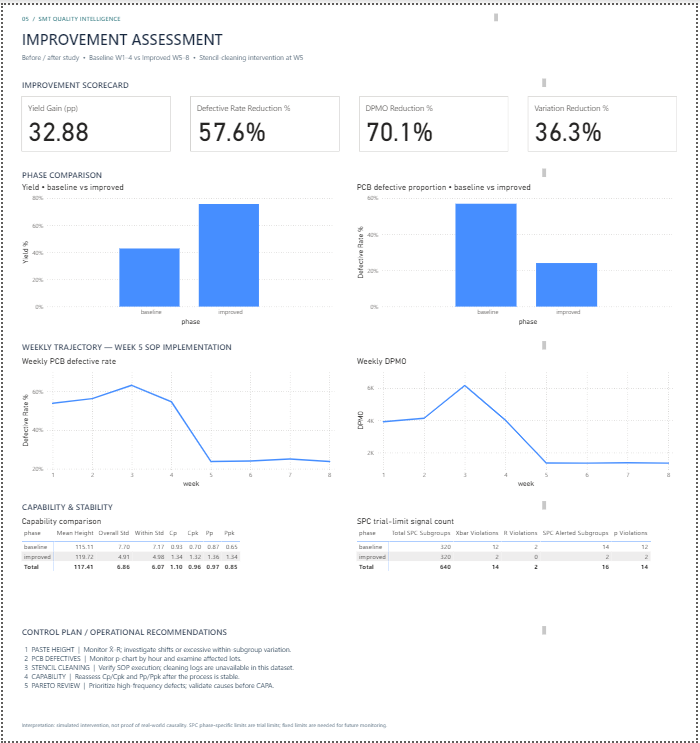 05 / SMT QUALITY INTELLIGENCE
IMPROVEMENT ASSESSMENT
Before / after study • Baseline W1-4 vs Improved W5-8 • Stencil-cleaning intervention at W5
IMPROVEMENT SCORECARD
Yield Gain (pp)
32.88
Defective Rate Reduction %
57.6%
DPMO Reduction %
70.1%
Variation Reduction %
36.3%
PHASE COMPARISON
Yield • baseline vs improved
80%
60%
40%
20%
0%
Yield %
baseline improved
phase
PCB defective proportion • baseline vs improved
60%
40%
20%
0%
Defective Rate %
baseline improved
phase
WEEKLY TRAJECTORY — WEEK 5 SOP IMPLEMENTATION
Weekly PCB defective rate
60%
40%
20%
Defective Rate %
1 2 3 4 5 6 7 8
week
Weekly DPMO
6K
4K
2K
DPMO
1 2 3 4 5 6 7 8
week
CAPABILITY & STABILITY
Capability comparison
phase Mean Height Overall Std Within Std Cp Cpk Pp Ppk
baseline 115.11 7.70 7.17 0.93 0.70 0.87 0.65
improved 119.72 4.91 4.98 1.34 1.32 1.36 1.34
Total 117.41 6.86 6.07 1.10 0.96 0.97 0.85
SPC trial-limit signal count
phase Total SPC Subgroups Xbar Violations R Violations SPC Alerted Subgroups p Violations
baseline 320 12 2 14 12
improved 320 2 0 2 2
Total 640 14 2 16 14
CONTROL PLAN / OPERATIONAL RECOMMENDATIONS
1 PASTE HEIGHT | Monitor X̄-R; investigate shifts or excessive within-subgroup variation.
2 PCB DEFECTIVES | Monitor p-chart by hour and examine affected lots.
3 STENCIL CLEANING | Verify SOP execution; cleaning logs are unavailable in this dataset.
4 CAPABILITY | Reassess Cp/Cpk and Pp/Ppk after the process is stable.
5 PARETO REVIEW | Prioritize high-frequency defects; validate causes before CAPA.
Interpretation: simulated intervention, not proof of real-world causality. SPC phase-specific limits are trial limits; fixed limits are needed for future monitoring.